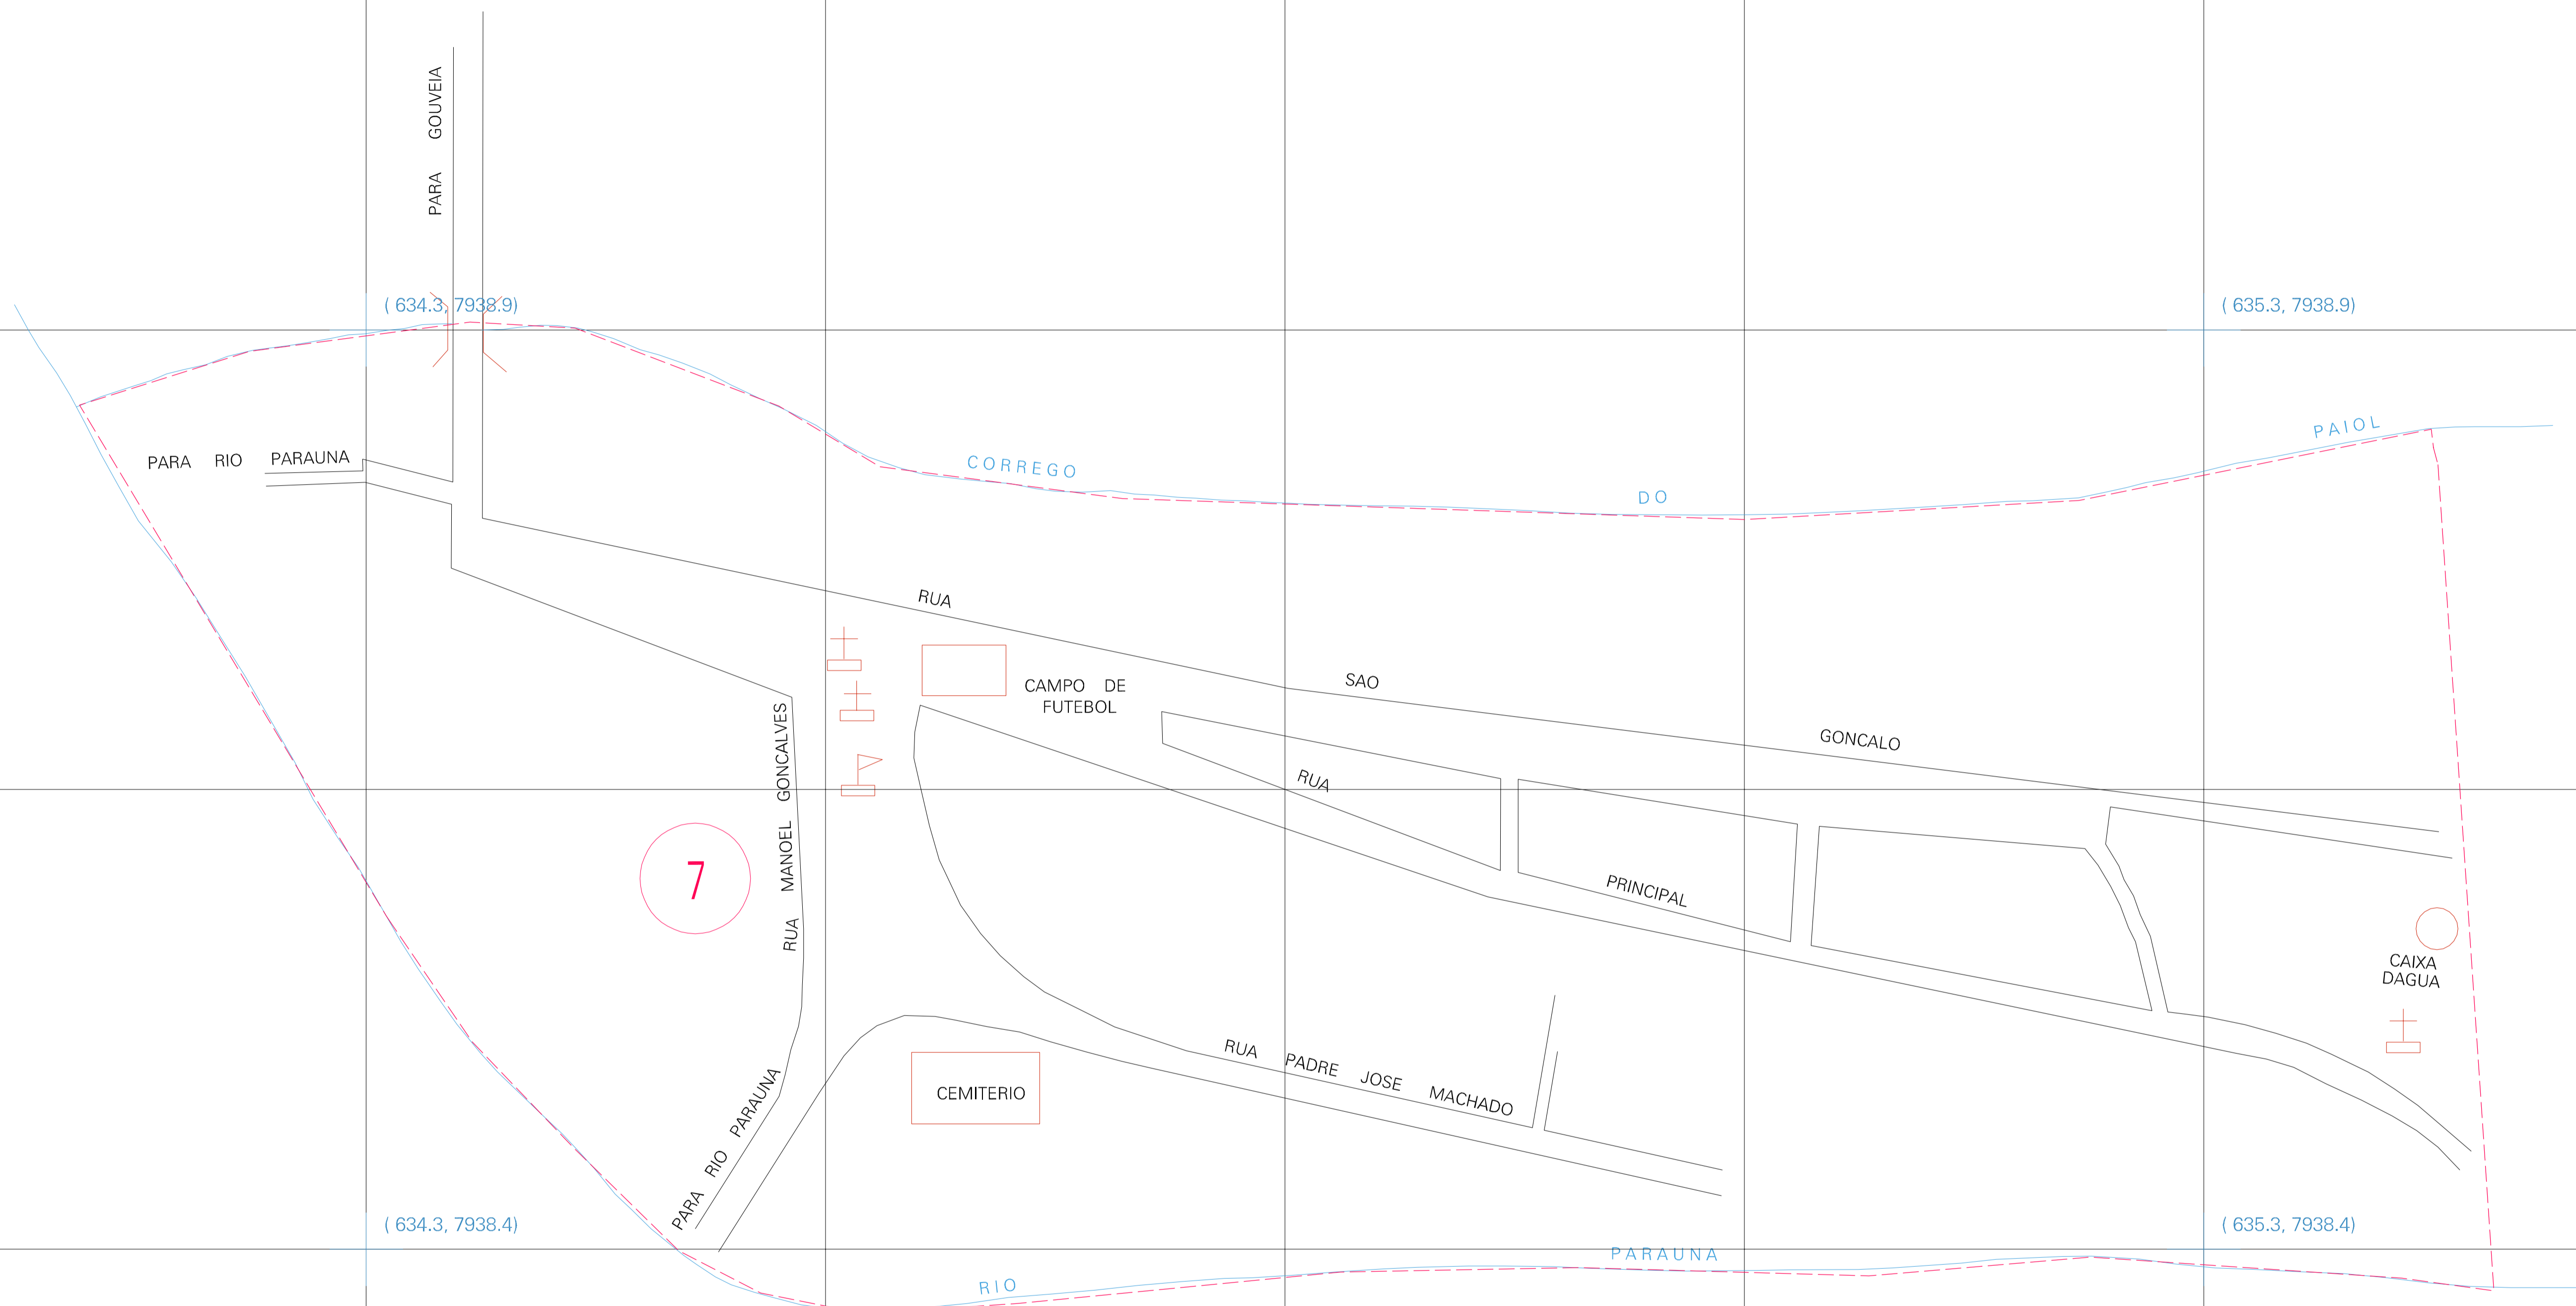 PARA GOUVEIA
( 634.3, 7938.9)
( 635.3, 7938.9)
PARA RIO PARAUNA
CORREGO DO PAIOL
RUA SAO GONCALO
CAMPO DE
FUTEBOL
RUA MANOEL GONCALVES
RUA PRINCIPAL
7
CAIXA
DAGUA
RUA PADRE JOSE MACHADO
CEMITERIO
PARA RIO PARAUNA
( 634.3, 7938.4)
( 635.3, 7938.4)
RIO PARAUNA